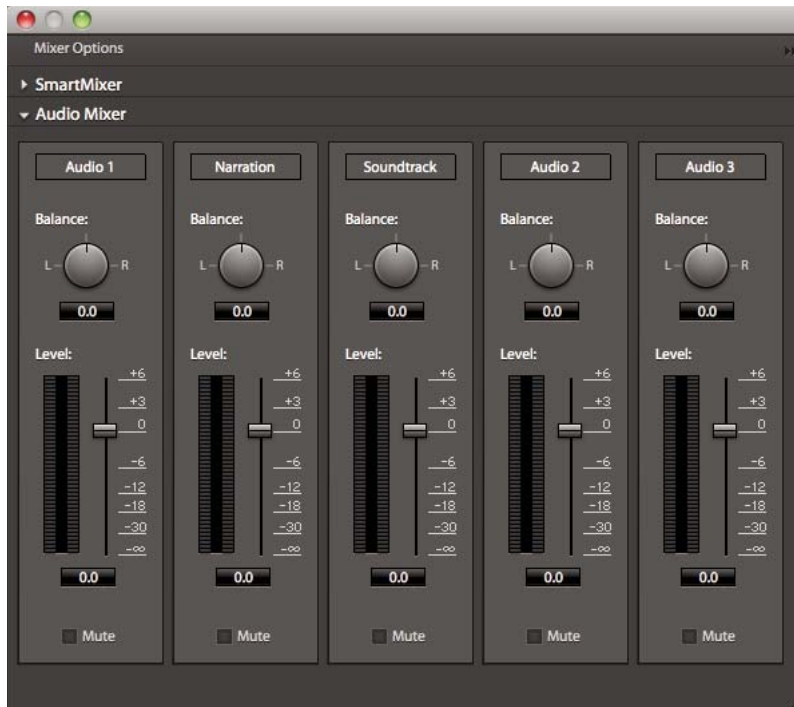 Mixer Options
SmartMixer
Audio Mixer
Audio 1 Narration Soundtrack Audio 2 Audio 3
Balance: Balance: Balance: Balance: Balance:
L R L R L R L R L R
0.0 0.0 0.0 0.0 0.0
Level: Level: Level: Level: Level:
+6 +6 +6 +6 +6
+3 +3 +3 +3 +3
0 0 0 0 0
-6 -6 -6 -6 -6
-12 -12 -12 -12 -12
-18 -18 -18 -18 -18
-30 -30 -30 -30 -30
-∞ -∞ -∞ -∞ -∞
0.0 0.0 0.0 0.0 0.0
Mute Mute Mute Mute Mute